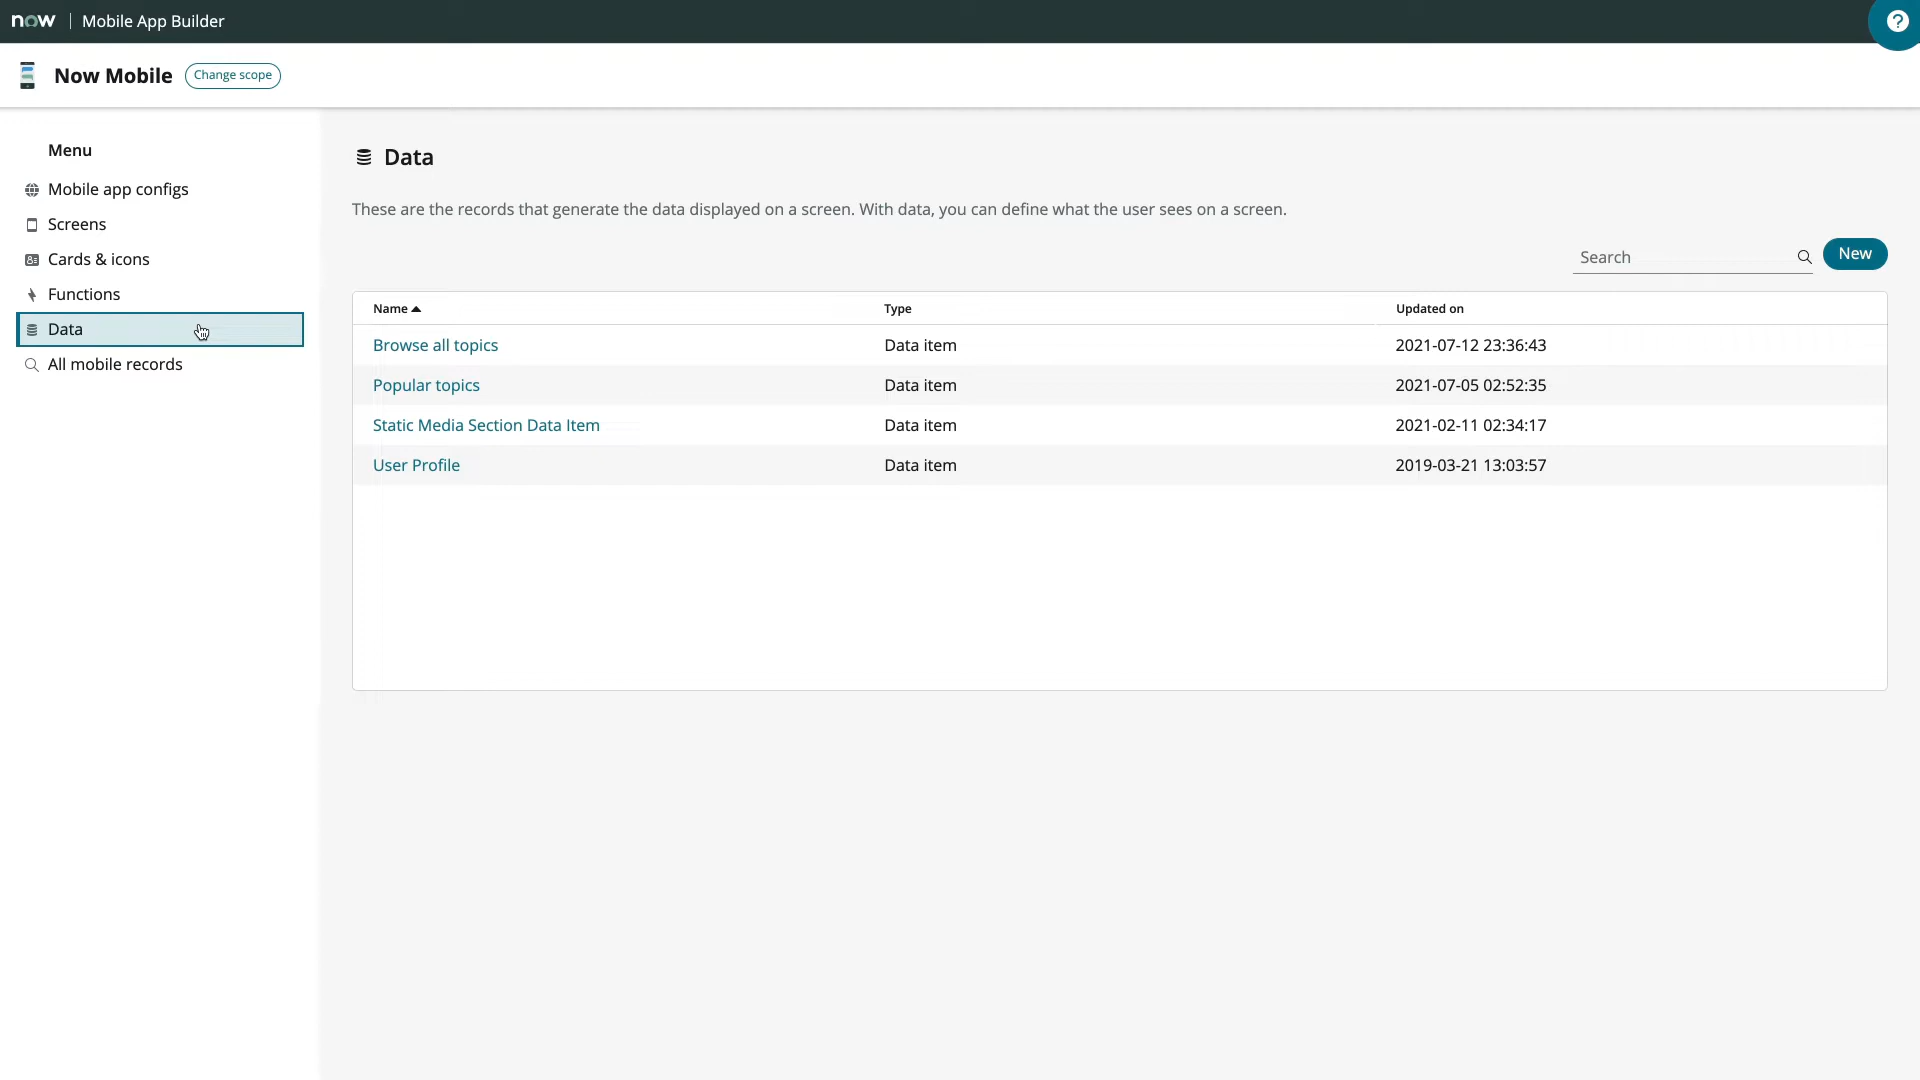 now | Mobile App Builder
Now Mobile
Change scope
Menu
Mobile app configs
Screens
Cards & icons
Functions
Data
All mobile records
Data
These are the records that generate the data displayed on a screen. With data, you can define what the user sees on a screen.
Search
New
Name Type Updated on
Browse all topics Data item 2021-07-12 23:36:43
Popular topics Data item 2021-07-05 02:52:35
Static Media Section Data Item Data item 2021-02-11 02:34:17
User Profile Data item 2019-03-21 13:03:57